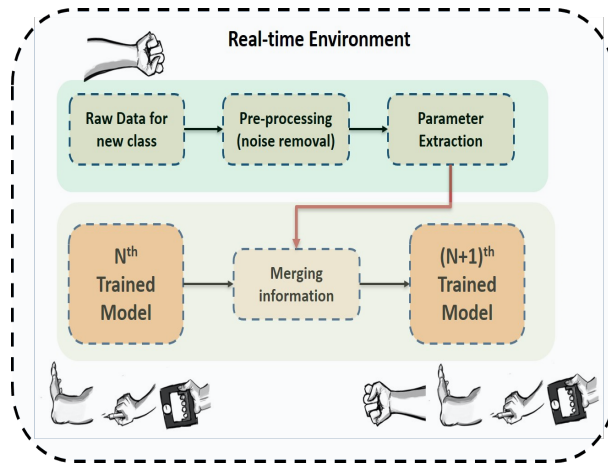 Real-time Environment
Raw Data for
new class
Pre-processing
(noise removal)
Parameter
Extraction
Nth
Trained
Model
Merging
information
(N+1)th
Trained
Model